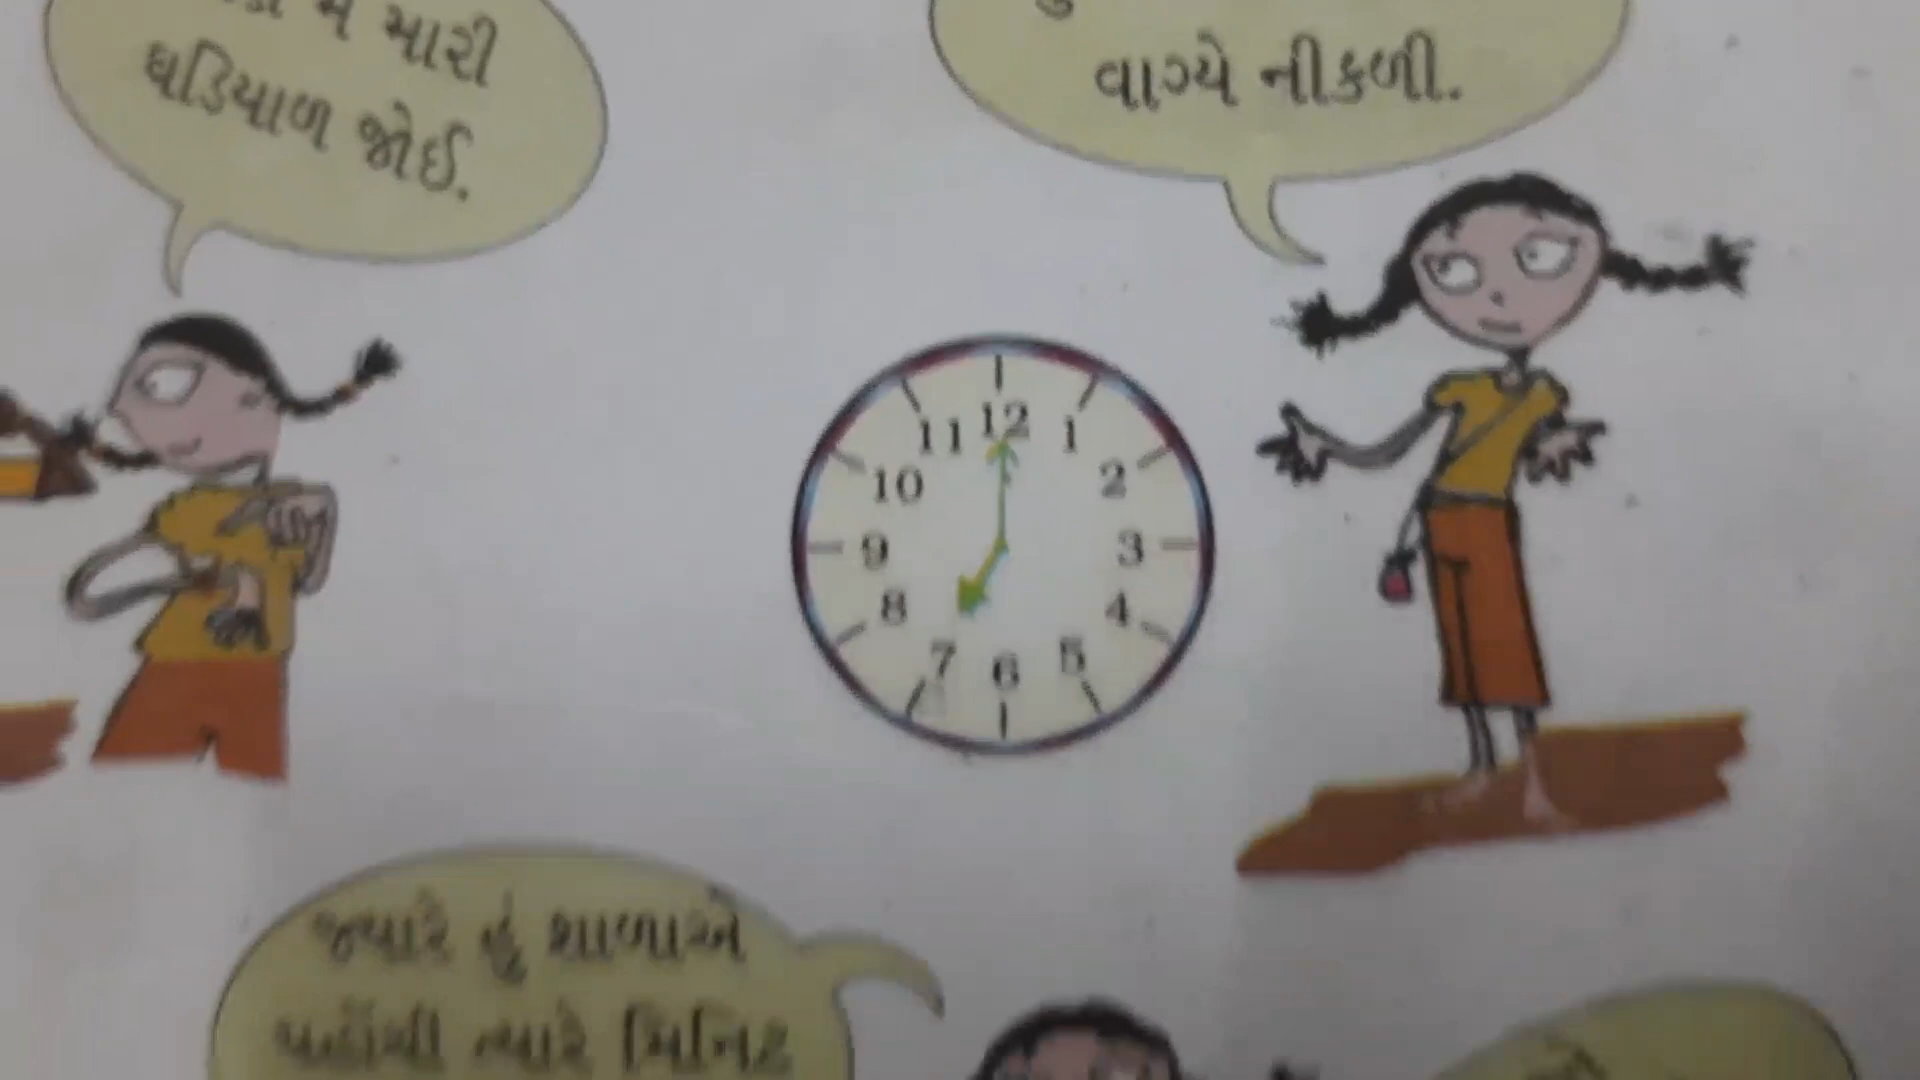 મેં મારી
ઘડિયાળ જોઈ.
વાગ્યે નીકળી.
12
11
1
10
2
9
3
8
4
7
6
5
જ્યારે હું શાળાએ
પહોંચી ત્યારે મિનિટ